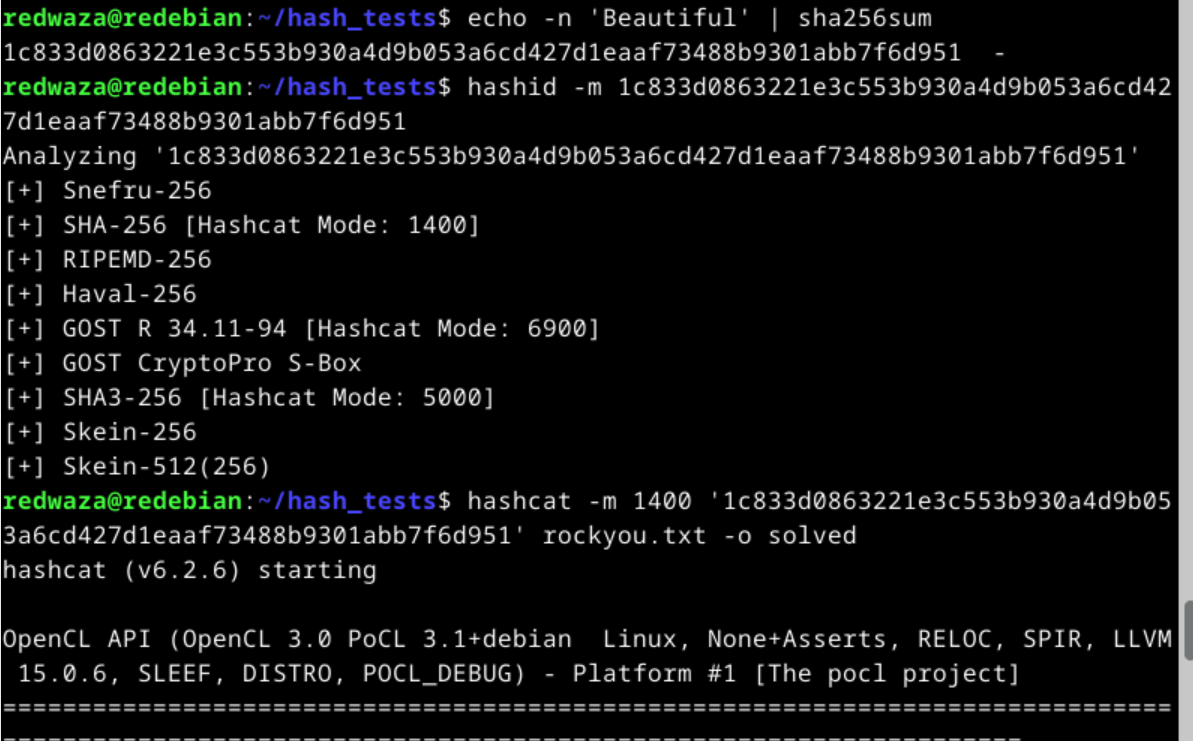 redwaza@redebian:~/hash_tests$ echo -n 'Beautiful' | sha256sum
1c833d0863221e3c553b930a4d9b053a6cd427d1eaaf73488b9301abb7f6d951  -
redwaza@redebian:~/hash_tests$ hashid -m 1c833d0863221e3c553b930a4d9b053a6cd42
7d1eaaf73488b9301abb7f6d951
Analyzing '1c833d0863221e3c553b930a4d9b053a6cd427d1eaaf73488b9301abb7f6d951'
[+] Snefru-256
[+] SHA-256 [Hashcat Mode: 1400]
[+] RIPEMD-256
[+] Haval-256
[+] GOST R 34.11-94 [Hashcat Mode: 6900]
[+] GOST CryptoPro S-Box
[+] SHA3-256 [Hashcat Mode: 5000]
[+] Skein-256
[+] Skein-512(256)
redwaza@redebian:~/hash_tests$ hashcat -m 1400 '1c833d0863221e3c553b930a4d9b05
3a6cd427d1eaaf73488b9301abb7f6d951' rockyou.txt -o solved
hashcat (v6.2.6) starting

OpenCL API (OpenCL 3.0 PoCL 3.1+debian  Linux, None+Asserts, RELOC, SPIR, LLVM
 15.0.6, SLEEF, DISTRO, POCL_DEBUG) - Platform #1 [The pocl project]
==============================================================================
====================================================================